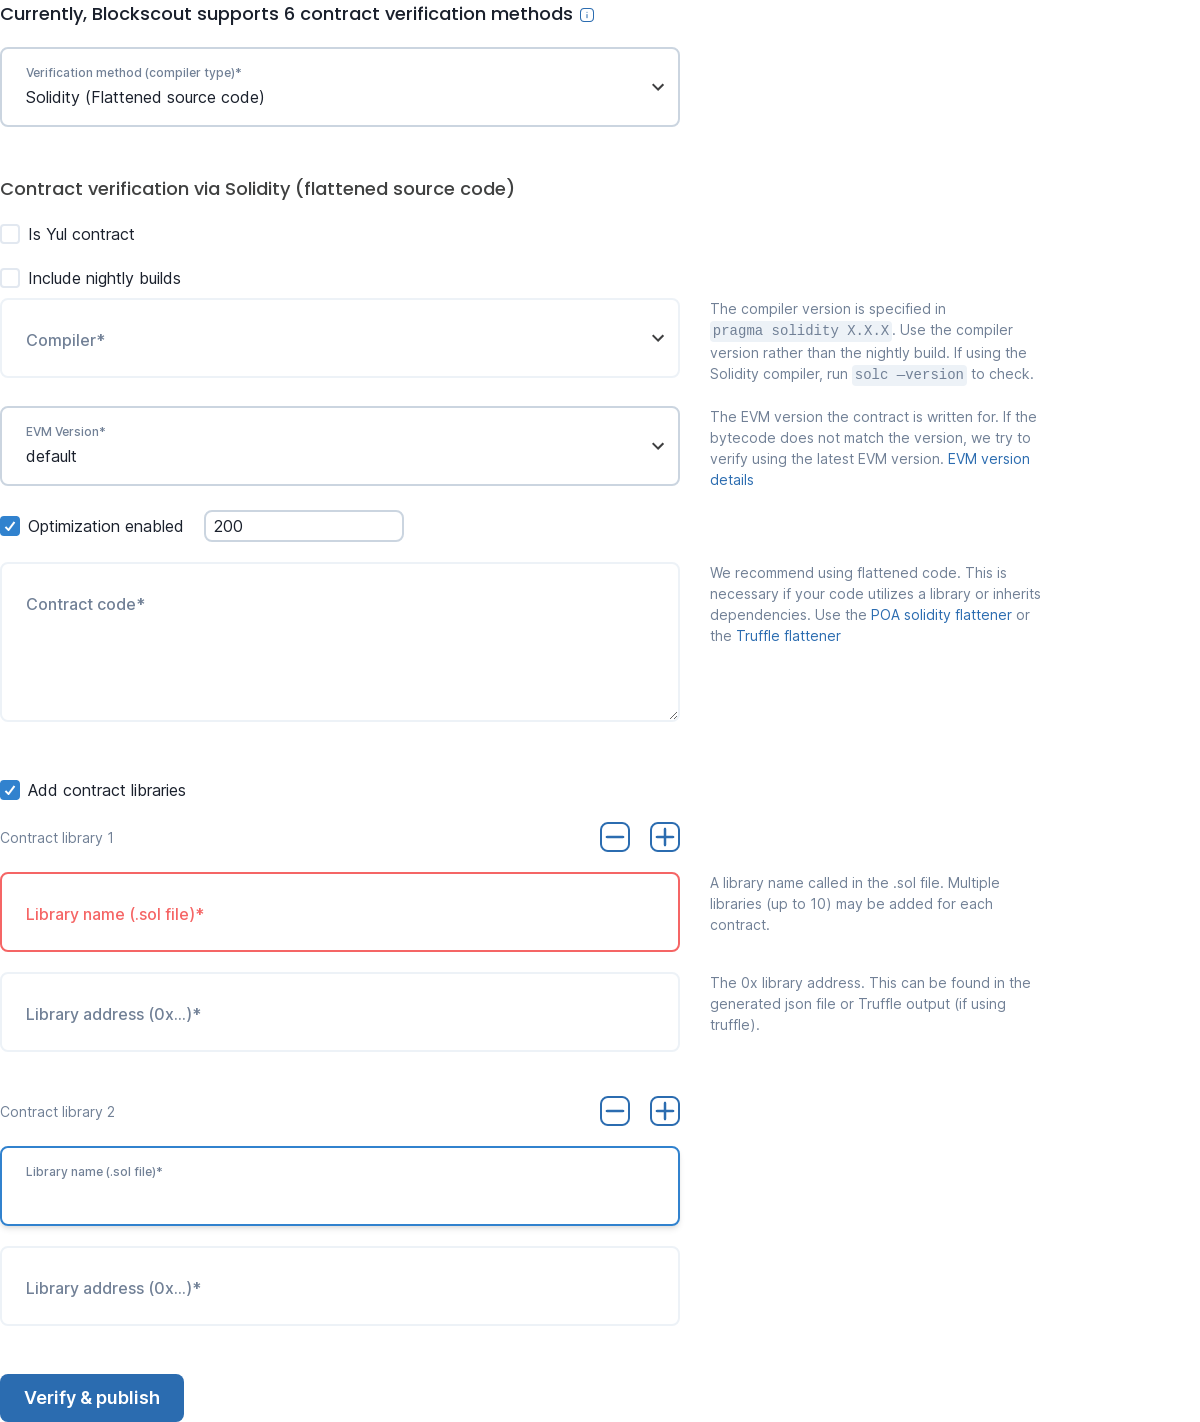 Currently, Blockscout supports 6 contract verification methods
Verification method (compiler type)*
Solidity (Flattened source code)
Contract verification via Solidity (flattened source code)
Is Yul contract
Include nightly builds
Compiler*
The compiler version is specified in
pragma solidity X.X.X. Use the compiler
version rather than the nightly build. If using the
Solidity compiler, run solc —version to check.
EVM Version*
default
The EVM version the contract is written for. If the
bytecode does not match the version, we try to
verify using the latest EVM version. EVM version
details
Optimization enabled 200
Contract code*
We recommend using flattened code. This is
necessary if your code utilizes a library or inherits
dependencies. Use the POA solidity flattener or
the Truffle flattener
Add contract libraries
Contract library 1
Library name (.sol file)*
A library name called in the .sol file. Multiple
libraries (up to 10) may be added for each
contract.
Library address (0x...)*
The 0x library address. This can be found in the
generated json file or Truffle output (if using
truffle).
Contract library 2
Library name (.sol file)*
Library address (0x...)*
Verify & publish